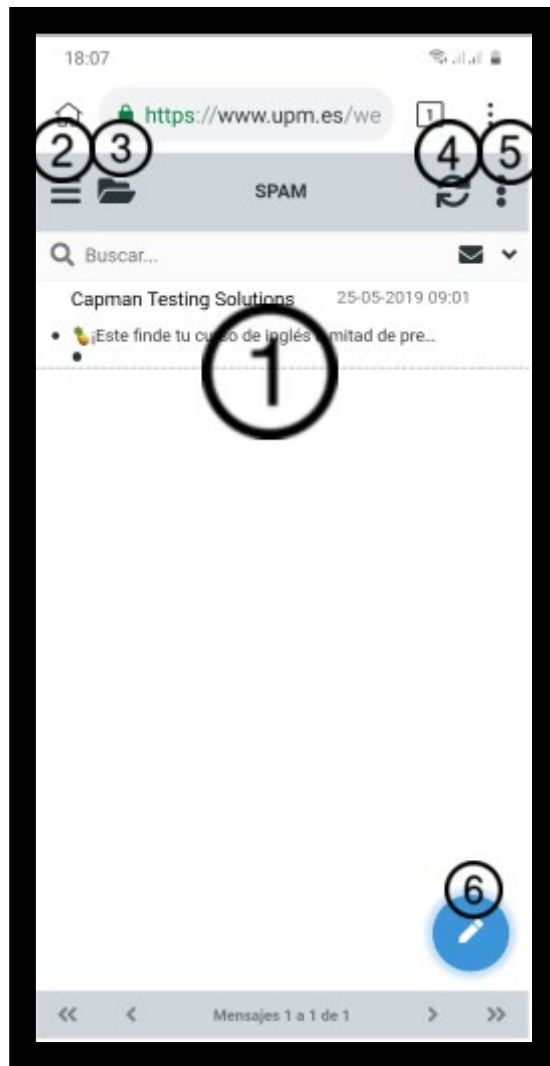 18:07
https://www.upm.es/we 1
2 3 4 5
SPAM
Buscar...
Capman Testing Solutions 25-05-2019 09:01
¡Este finde tu curso de inglés a mitad de pre...
1
6
Mensajes 1 a 1 de 1